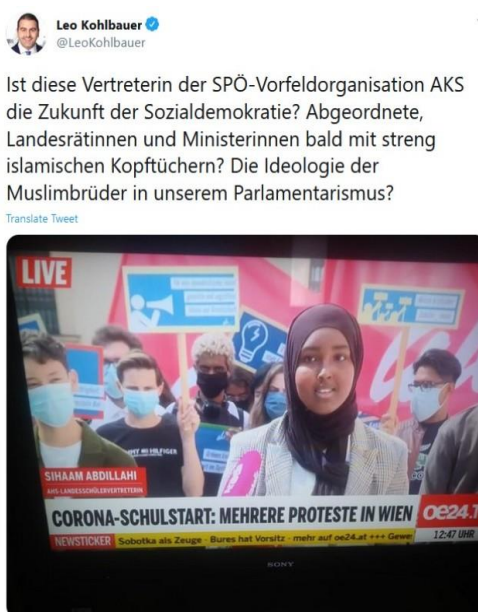 Leo Kohlbauer
@LeoKohlbauer
Ist diese Vertreterin der SPÖ-Vorfeldorganisation AKS
die Zukunft der Sozialdemokratie? Abgeordnete,
Landesrätinnen und Ministerinnen bald mit streng
islamischen Kopftüchern? Die Ideologie der
Muslimbrüder in unserem Parlamentarismus?
Translate Tweet
LIVE
HILFIGER
SIHAAM ABDILLAHI
AHS-LANDESSCHÜLERVERTRETERIN
CORONA-SCHULSTART: MEHRERE PROTESTE IN WIEN
oe24.T
NEWSTICKER Sobotka als Zeuge - Bures hat Vorsitz - mehr auf oe24.at +++ Gewe
12:47 UHR
SONY